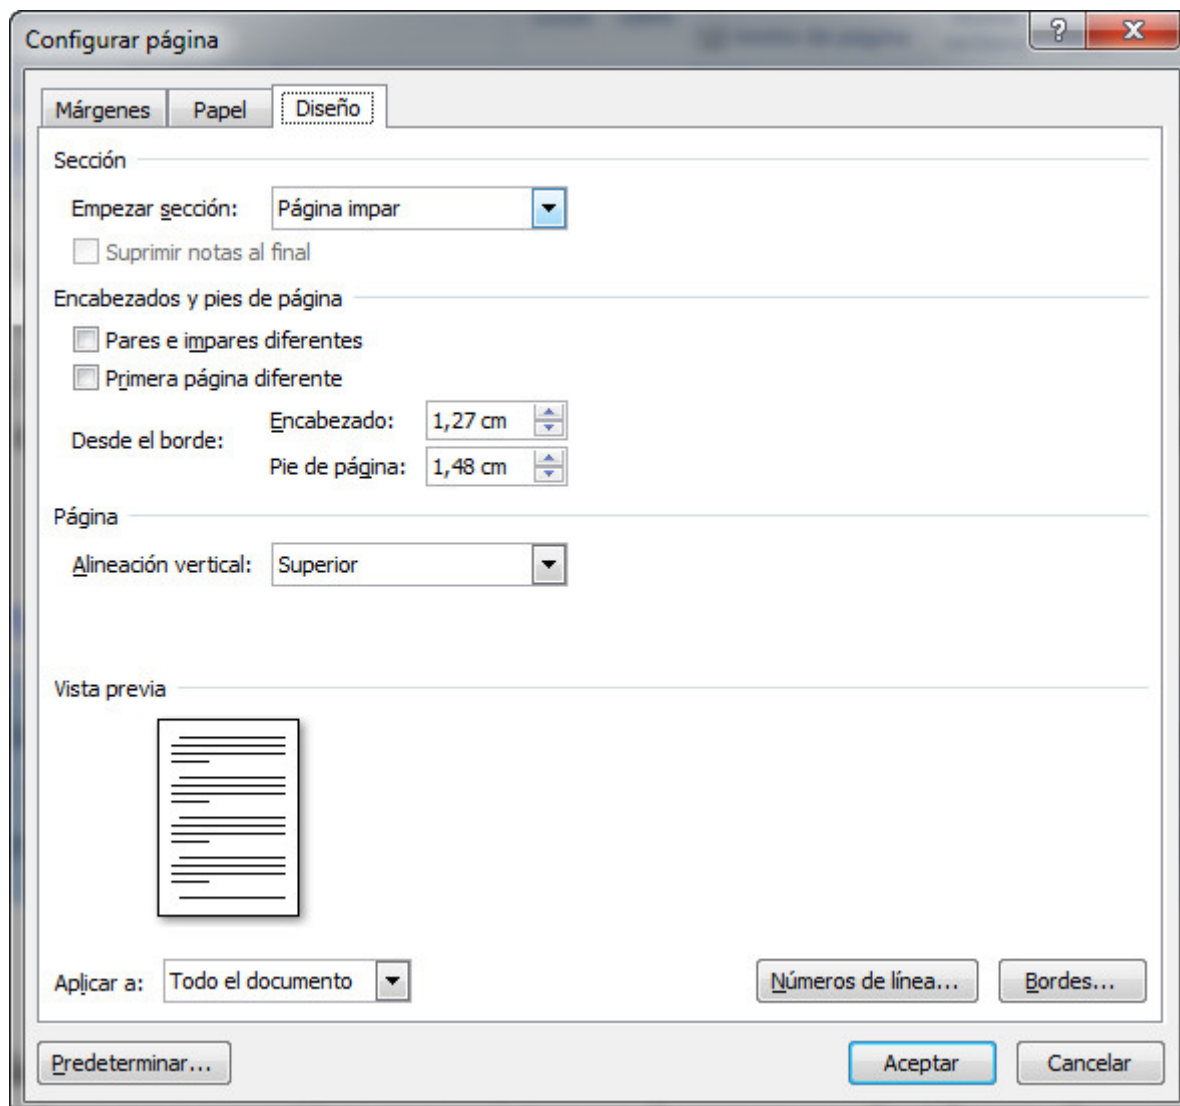 Configurar página
?
X
Márgenes Papel Diseño
Sección
Empezar sección: Página impar
Suprimir notas al final
Encabezados y pies de página
Pares e impares diferentes
Primera página diferente
Desde el borde: Encabezado: 1,27 cm
Pie de página: 1,48 cm
Página
Alineación vertical: Superior
Vista previa
Aplicar a: Todo el documento Números de línea... Bordes...
Predeterminar... Aceptar Cancelar